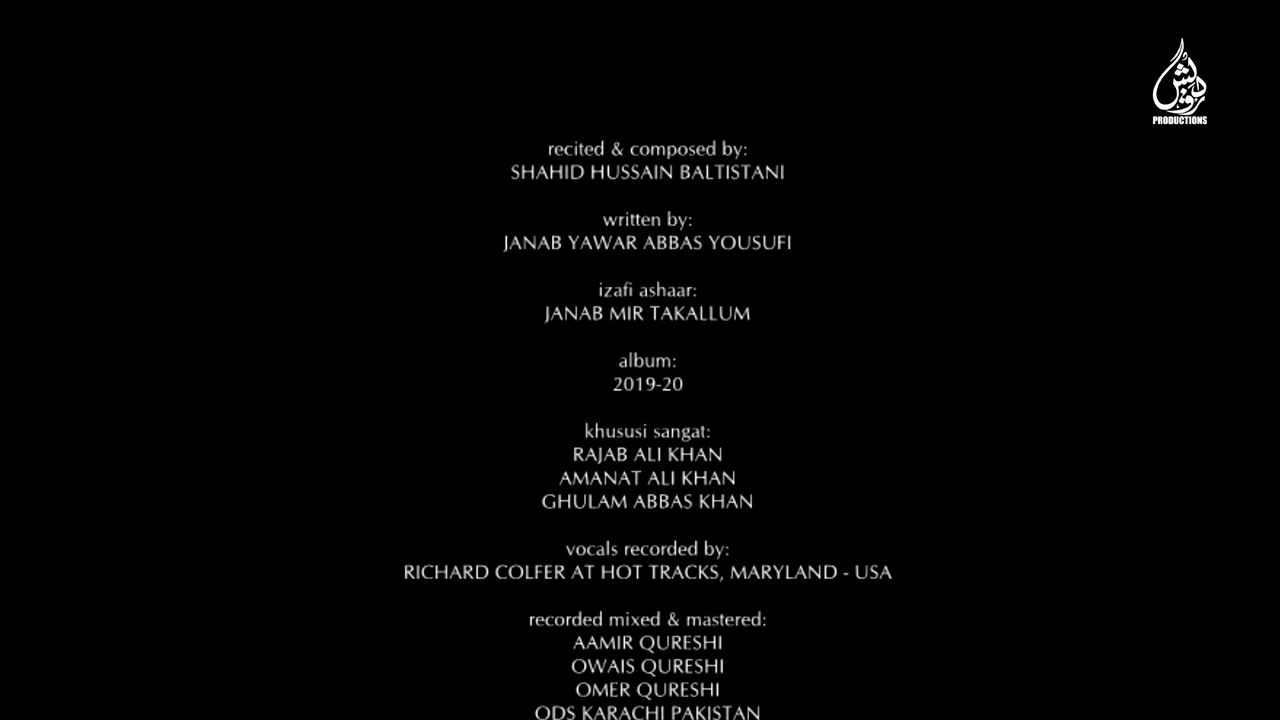 PRODUCTIONS
recited & composed by:
SHAHID HUSSAIN BALTISTANI
written by:
JANAB YAWAR ABBAS YOUSUFI
izafi ashaar:
JANAB MIR TAKALLUM
album:
2019-20
khususi sangat:
RAJAB ALI KHAN
AMANAT ALI KHAN
GHULAM ABBAS KHAN
vocals recorded by:
RICHARD COLFER AT HOT TRACKS, MARYLAND - USA
recorded mixed & mastered:
AAMIR QURESHI
OWAIS QURESHI
OMER QURESHI
ODS KARACHI PAKISTAN